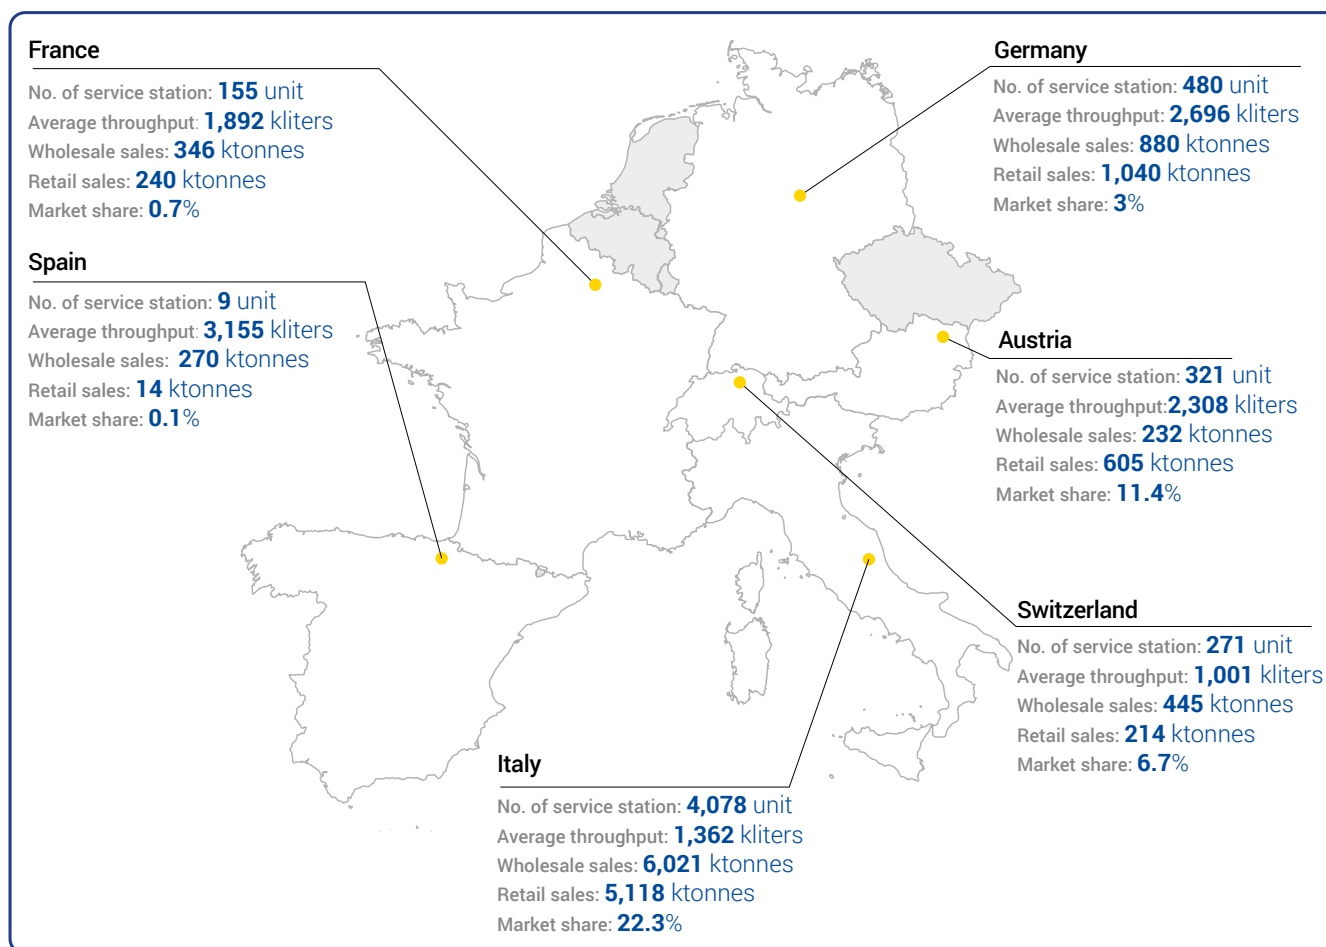 France
No. of service station: 155 unit
Average throughput: 1,892 kliters
Wholesale sales: 346 ktonnes
Retail sales: 240 ktonnes
Market share: 0.7%
Spain
No. of service station: 9 unit
Average throughput: 3,155 kliters
Wholesale sales: 270 ktonnes
Retail sales: 14 ktonnes
Market share: 0.1%
Germany
No. of service station: 480 unit
Average throughput: 2,696 kliters
Wholesale sales: 880 ktonnes
Retail sales: 1,040 ktonnes
Market share: 3%
Austria
No. of service station: 321 unit
Average throughput:2,308 kliters
Wholesale sales: 232 ktonnes
Retail sales: 605 ktonnes
Market share: 11.4%
Switzerland
No. of service station: 271 unit
Average throughput: 1,001 kliters
Wholesale sales: 445 ktonnes
Retail sales: 214 ktonnes
Market share: 6.7%
Italy
No. of service station: 4,078 unit
Average throughput: 1,362 kliters
Wholesale sales: 6,021 ktonnes
Retail sales: 5,118 ktonnes
Market share: 22.3%